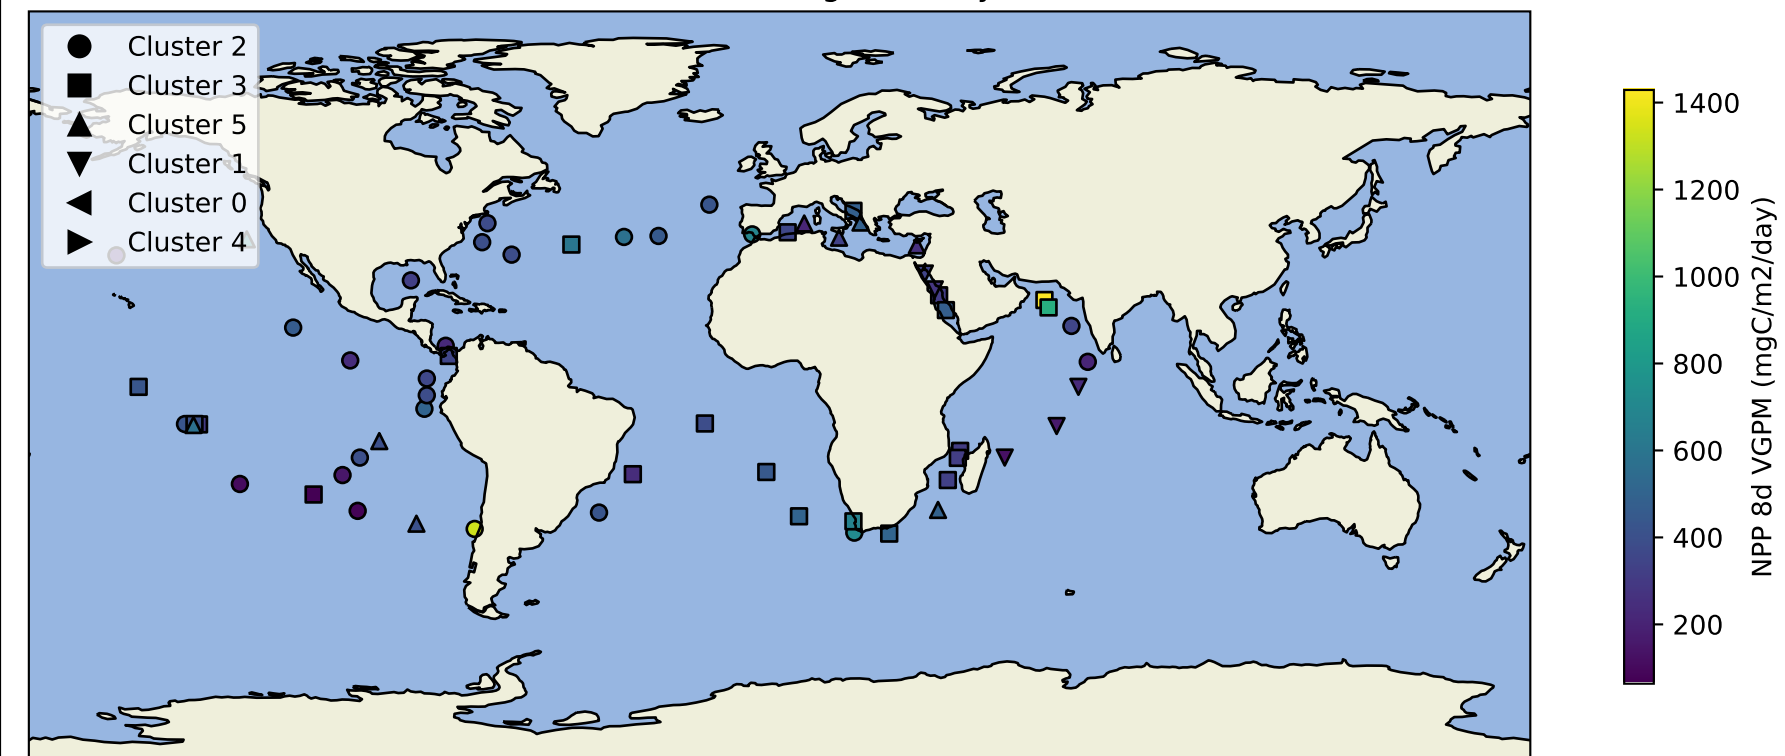 Cluster 2
Cluster 3
Cluster 5
Cluster 1
Cluster 0
Cluster 4
1400
1200
1000
800
600
400
200
NPP 8d VGPM (mgC/m2/day)